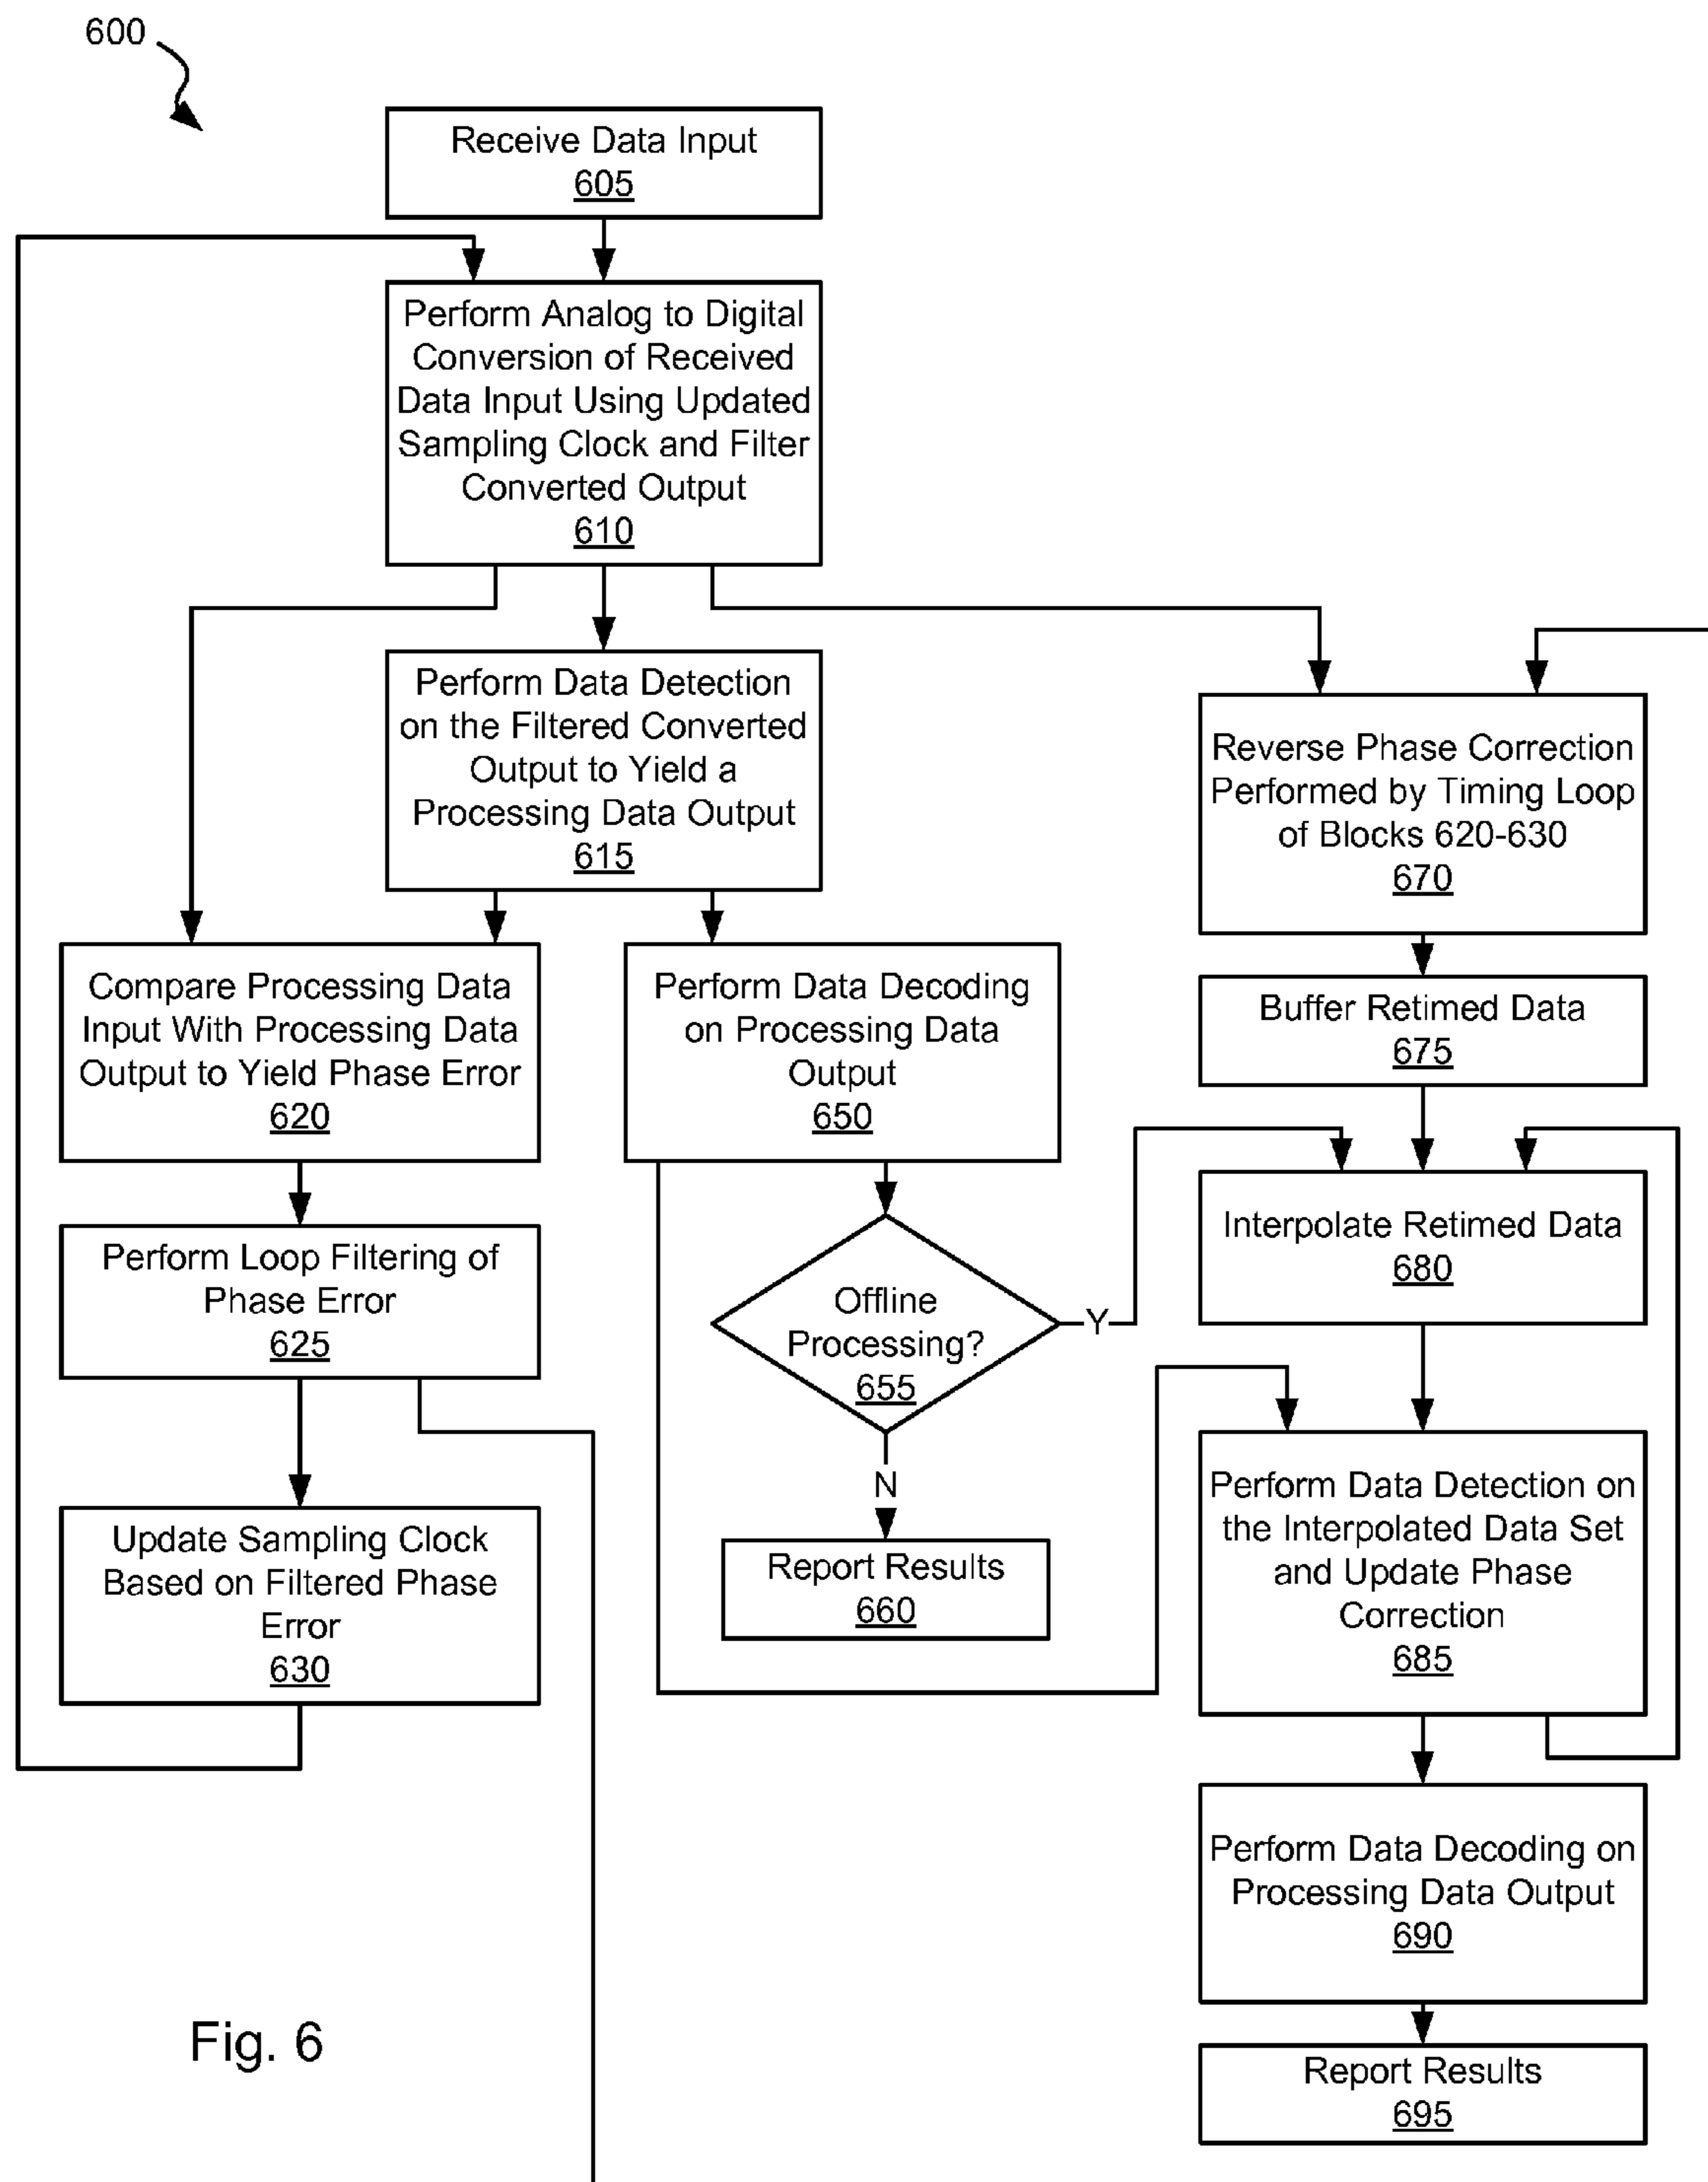 600
Receive Data Input
605
Perform Analog to Digital
Conversion of Received
Data Input Using Updated
Sampling Clock and Filter
Converted Output
610
Perform Data Detection
on the Filtered Converted
Output to Yield a
Processing Data Output
615
Reverse Phase Correction
Performed by Timing Loop
of Blocks 620-630
670
Compare Processing Data
Input With Processing Data
Output to Yield Phase Error
620
Perform Data Decoding
on Processing Data
Output
650
Buffer Retimed Data
675
Perform Loop Filtering of
Phase Error
625
Offline
Processing?
655
Y
N
Interpolate Retimed Data
680
Update Sampling Clock
Based on Filtered Phase
Error
630
Report Results
660
Perform Data Detection on
the Interpolated Data Set
and Update Phase
Correction
685
Perform Data Decoding on
Processing Data Output
690
Report Results
695
Fig. 6